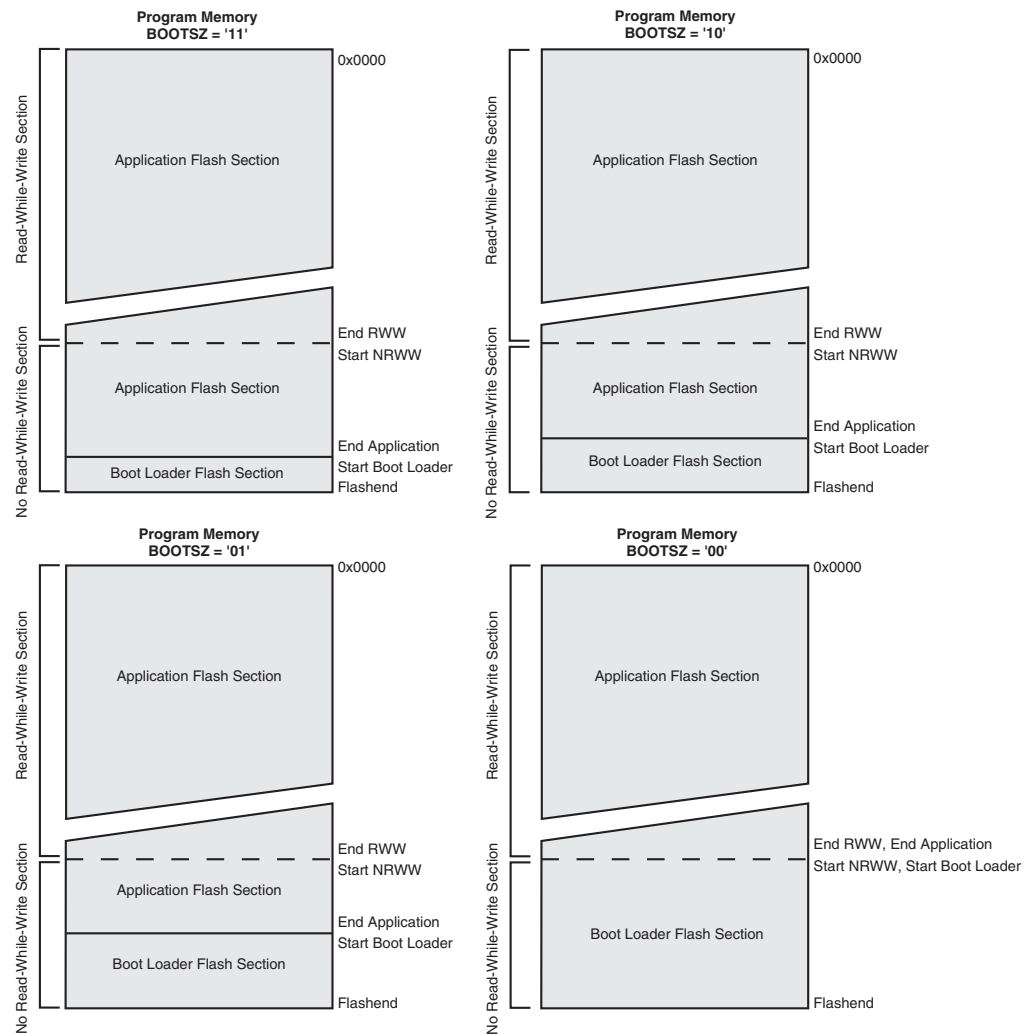 Program Memory
BOOTSZ = '11'
0x0000
Read-While-Write Section
Application Flash Section
End RWW
Start NRWW
No Read-While-Write Section
Application Flash Section
End Application
Start Boot Loader
Boot Loader Flash Section
Flashend
Program Memory
BOOTSZ = '10'
0x0000
Read-While-Write Section
Application Flash Section
End RWW
Start NRWW
No Read-While-Write Section
Application Flash Section
End Application
Start Boot Loader
Boot Loader Flash Section
Flashend
Program Memory
BOOTSZ = '01'
0x0000
Read-While-Write Section
Application Flash Section
End RWW
Start NRWW
No Read-While-Write Section
Application Flash Section
End Application
Start Boot Loader
Boot Loader Flash Section
Flashend
Program Memory
BOOTSZ = '00'
0x0000
Read-While-Write Section
Application Flash Section
End RWW, End Application
Start NRWW, Start Boot Loader
No Read-While-Write Section
Boot Loader Flash Section
Flashend